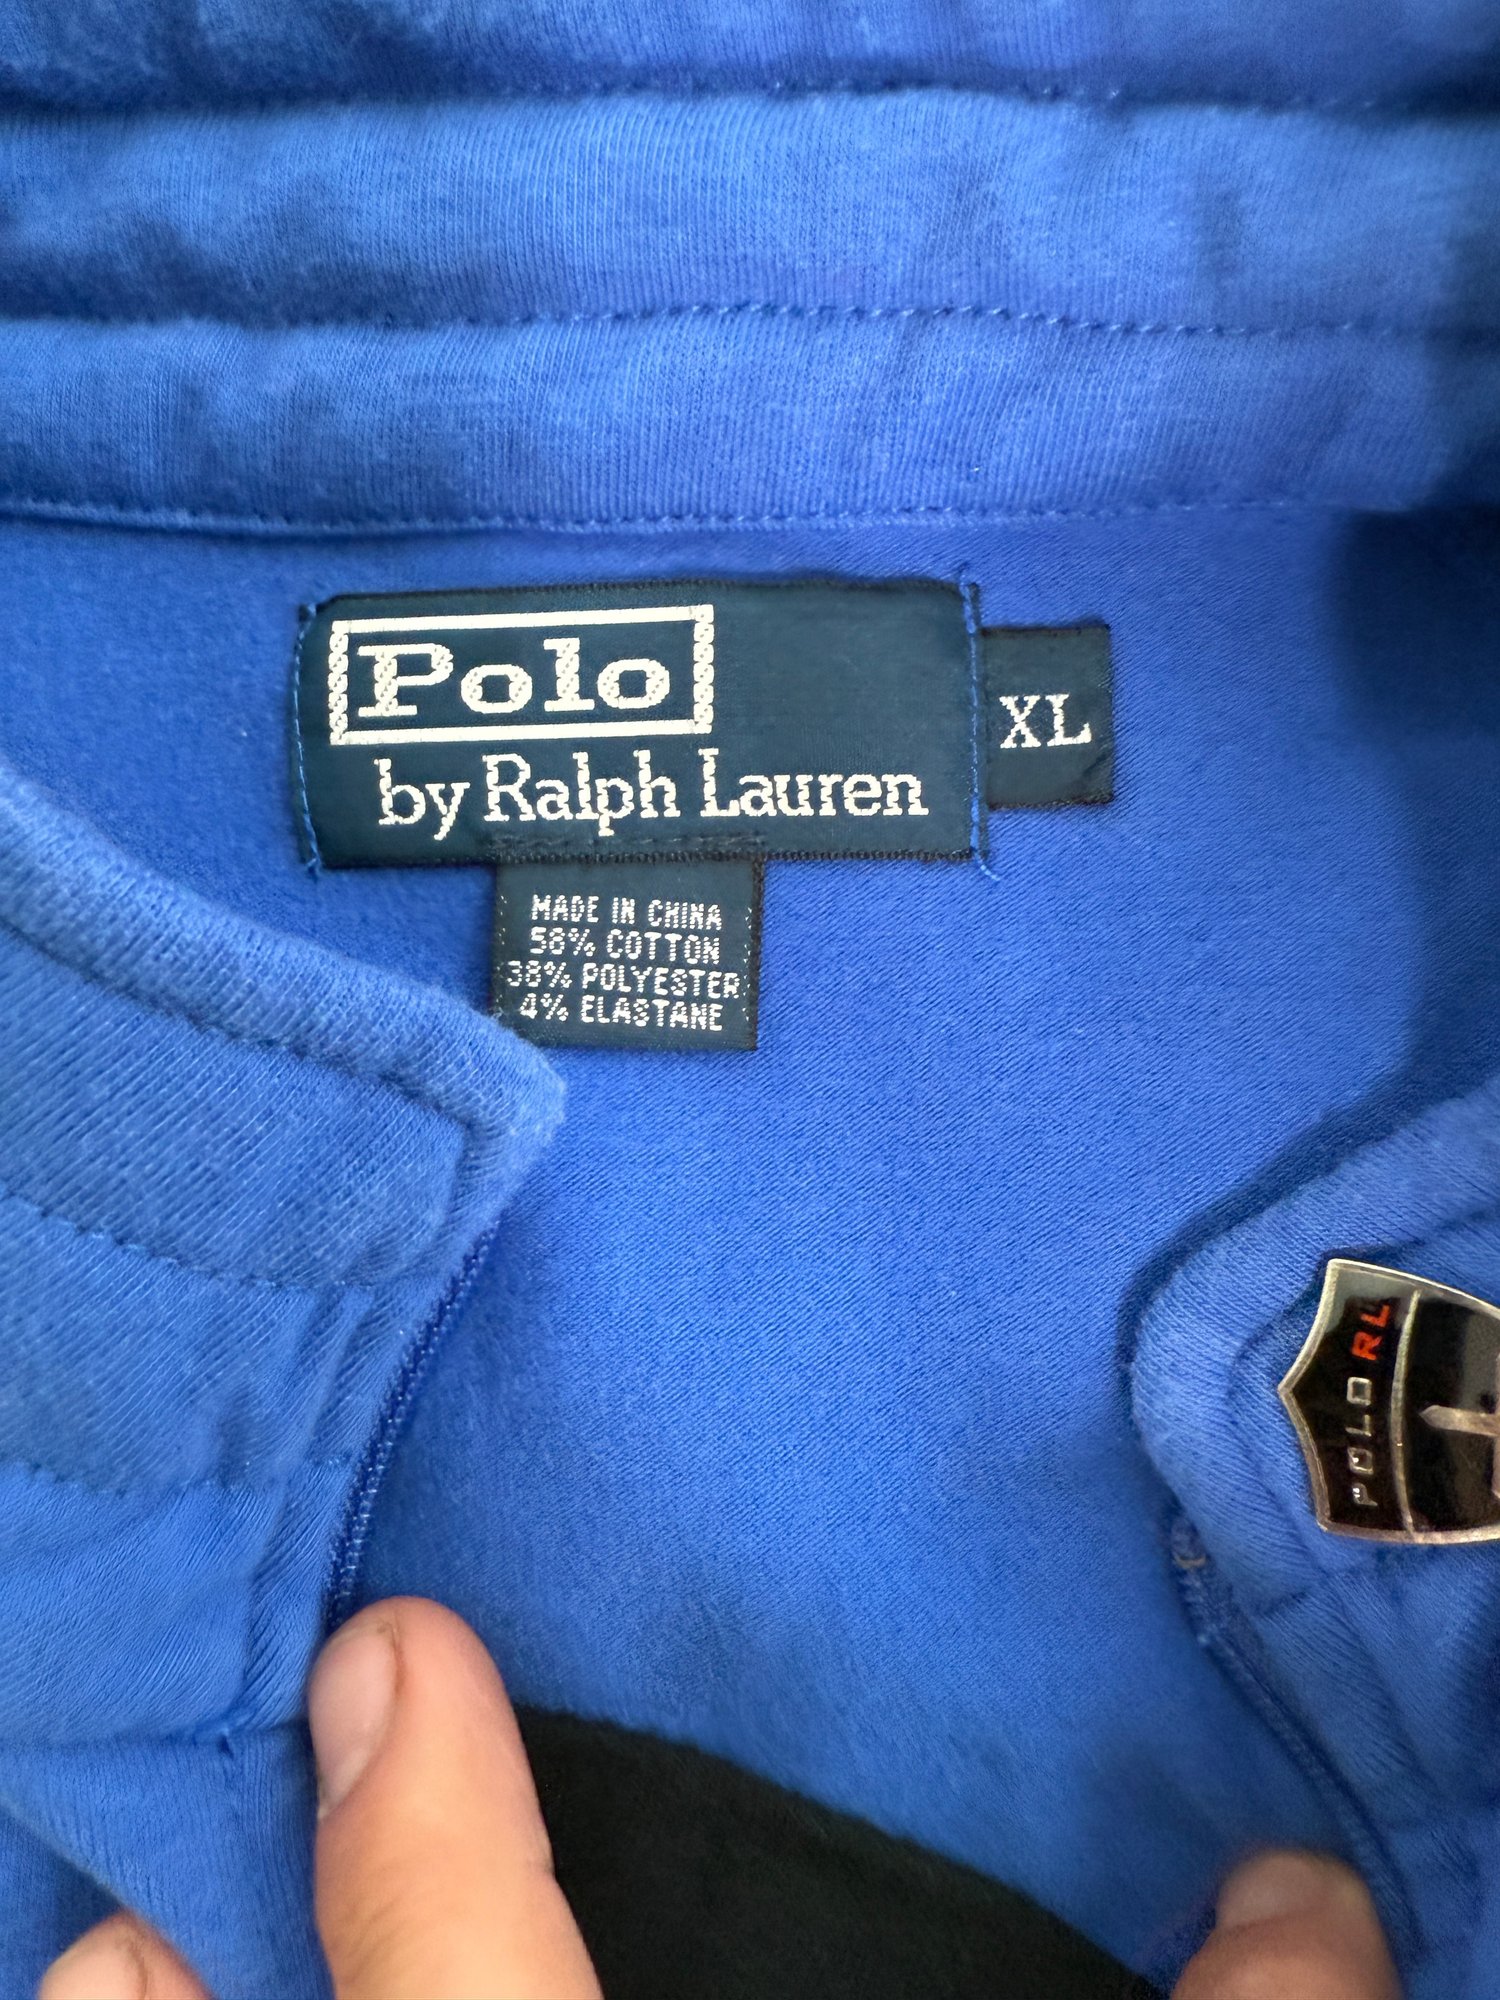 Polo
by Ralph Lauren
XL
MADE IN CHINA
58% COTTON
38% POLYESTER
4% ELASTANE
POLO RL